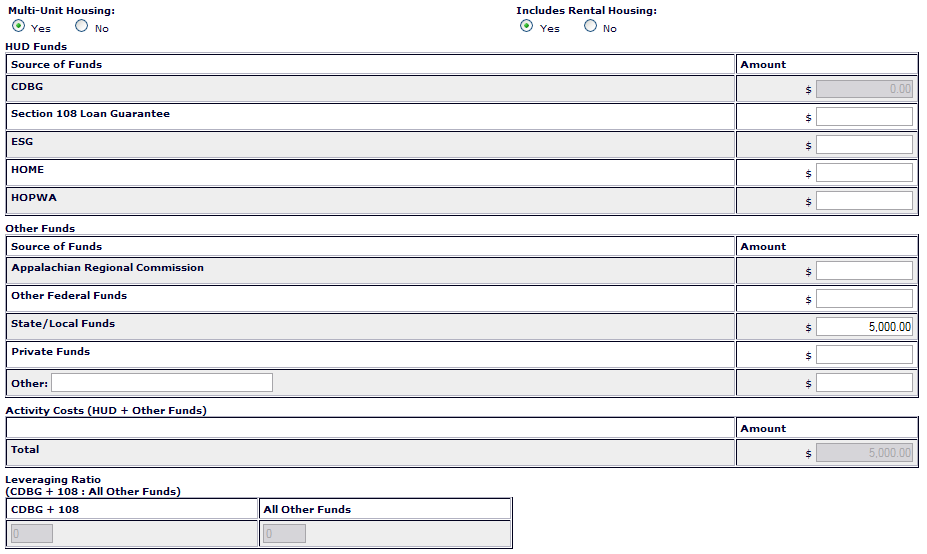 Multi-Unit Housing: Includes Rental Housing:
Yes No Yes No
HUD Funds
Source of Funds Amount
CDBG $ 0.00
Section 108 Loan Guarantee $
ESG $
HOME $
HOPWA $
Other Funds
Source of Funds Amount
Appalachian Regional Commission $
Other Federal Funds $
State/Local Funds $ 5,000.00
Private Funds $
Other: $
Activity Costs (HUD + Other Funds)
Amount
Total $ 5,000.00
Leveraging Ratio
(CDBG + 108 : All Other Funds)
CDBG + 108 All Other Funds
0 0